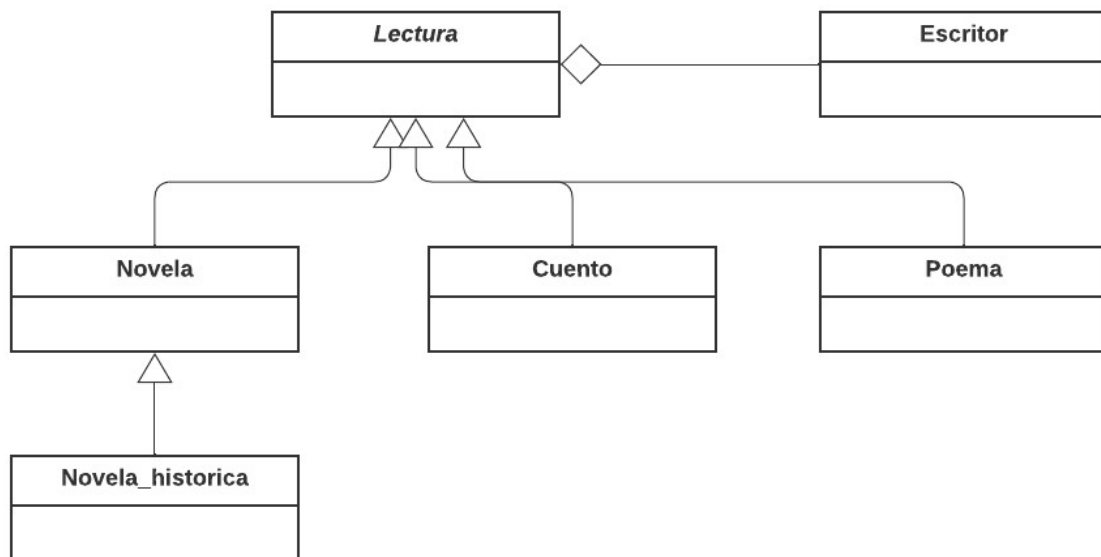 Lectura
Escritor
Novela
Cuento
Poema
Novela_historica